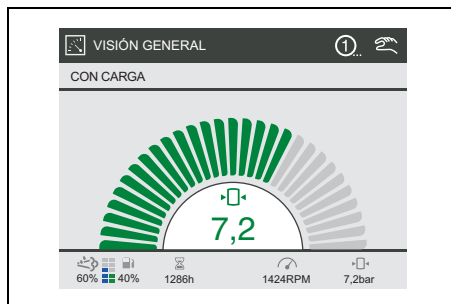 VISIÓN GENERAL 1...
CON CARGA
7,2
60% 40% 1286h 1424RPM 7,2bar